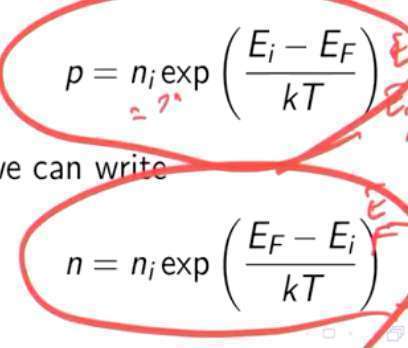 p = n_i exp ( (E_i − E_F) / kT )
we can write
n = n_i exp ( (E_F − E_i) / kT )